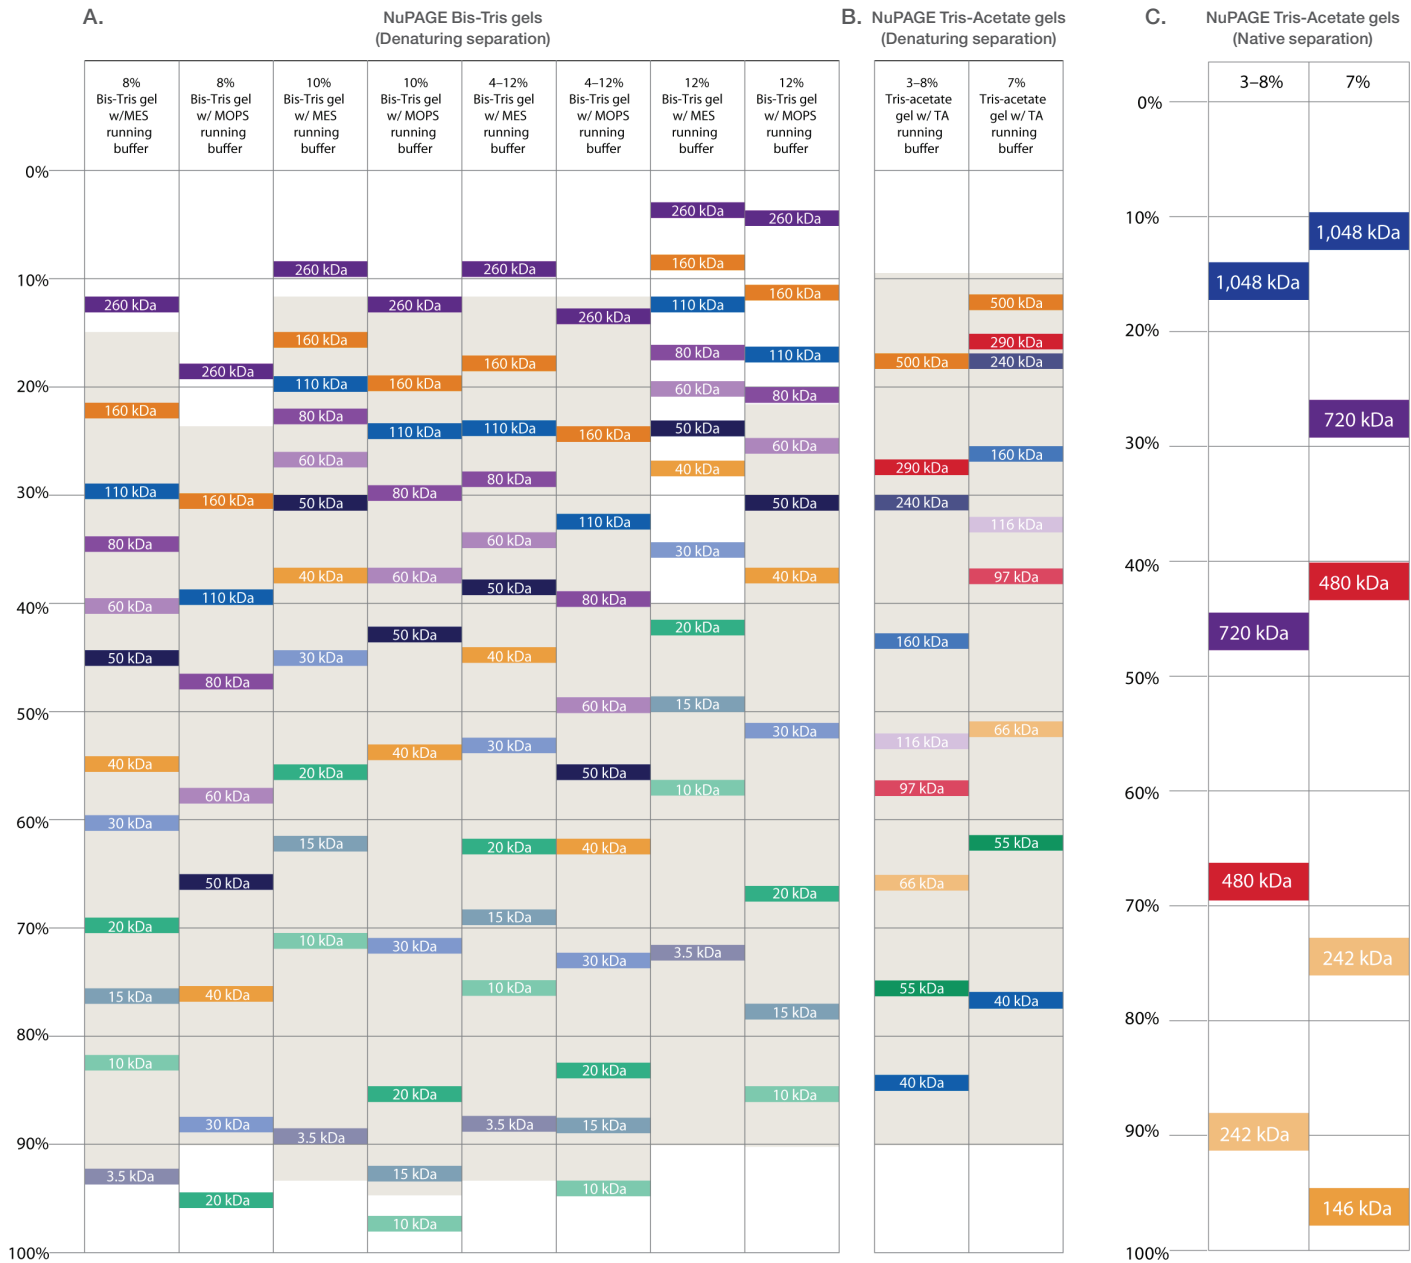 A.
NuPAGE Bis-Tris gels
(Denaturing separation)
8%
Bis-Tris gel
w/MES
running
buffer
8%
Bis-Tris gel
w/ MOPS
running
buffer
10%
Bis-Tris gel
w/ MES
running
buffer
10%
Bis-Tris gel
w/ MOPS
running
buffer
4–12%
Bis-Tris gel
w/ MES
running
buffer
4–12%
Bis-Tris gel
w/ MOPS
running
buffer
12%
Bis-Tris gel
w/ MES
running
buffer
12%
Bis-Tris gel
w/ MOPS
running
buffer
0%
10%
20%
30%
40%
50%
60%
70%
80%
90%
100%
260 kDa
160 kDa
110 kDa
80 kDa
60 kDa
50 kDa
40 kDa
30 kDa
20 kDa
15 kDa
10 kDa
3.5 kDa
260 kDa
160 kDa
110 kDa
80 kDa
60 kDa
50 kDa
40 kDa
30 kDa
20 kDa
260 kDa
160 kDa
110 kDa
80 kDa
60 kDa
50 kDa
40 kDa
30 kDa
20 kDa
15 kDa
10 kDa
3.5 kDa
260 kDa
160 kDa
110 kDa
80 kDa
60 kDa
50 kDa
40 kDa
30 kDa
20 kDa
15 kDa
10 kDa
260 kDa
160 kDa
110 kDa
80 kDa
60 kDa
50 kDa
40 kDa
30 kDa
20 kDa
15 kDa
10 kDa
3.5 kDa
260 kDa
160 kDa
110 kDa
80 kDa
60 kDa
50 kDa
40 kDa
30 kDa
20 kDa
15 kDa
10 kDa
260 kDa
160 kDa
110 kDa
80 kDa
60 kDa
50 kDa
40 kDa
30 kDa
20 kDa
15 kDa
10 kDa
3.5 kDa
260 kDa
160 kDa
110 kDa
80 kDa
60 kDa
50 kDa
40 kDa
30 kDa
20 kDa
15 kDa
10 kDa
B.
NuPAGE Tris-Acetate gels
(Denaturing separation)
3–8%
Tris-acetate
gel w/ TA
running
buffer
7%
Tris-acetate
gel w/ TA
running
buffer
500 kDa
290 kDa
240 kDa
160 kDa
116 kDa
97 kDa
66 kDa
55 kDa
40 kDa
500 kDa
290 kDa
240 kDa
160 kDa
116 kDa
97 kDa
66 kDa
55 kDa
40 kDa
C.
NuPAGE Tris-Acetate gels
(Native separation)
3–8%
7%
0%
10%
20%
30%
40%
50%
60%
70%
80%
90%
100%
1,048 kDa
720 kDa
480 kDa
242 kDa
1,048 kDa
720 kDa
480 kDa
242 kDa
146 kDa